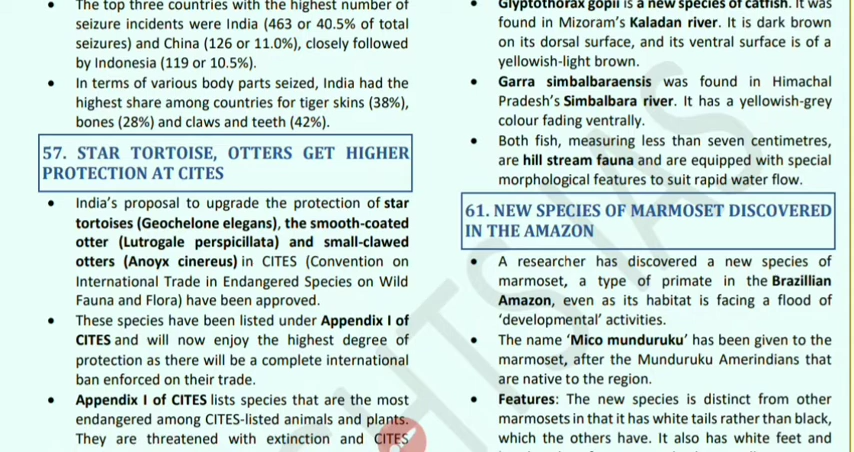 • The top three countries with the highest number of
seizure incidents were India (463 or 40.5% of total
seizures) and China (126 or 11.0%), closely followed
by Indonesia (119 or 10.5%).
• In terms of various body parts seized, India had the
highest share among countries for tiger skins (38%),
bones (28%) and claws and teeth (42%).
57. STAR TORTOISE, OTTERS GET HIGHER
PROTECTION AT CITES
• India's proposal to upgrade the protection of star
tortoises (Geochelone elegans), the smooth-coated
otter (Lutrogale perspicillata) and small-clawed
otters (Anoyx cinereus) in CITES (Convention on
International Trade in Endangered Species on Wild
Fauna and Flora) have been approved.
• These species have been listed under Appendix I of
CITES and will now enjoy the highest degree of
protection as there will be a complete international
ban enforced on their trade.
• Appendix I of CITES lists species that are the most
endangered among CITES-listed animals and plants.
They are threatened with extinction and CITES
• Glyptothorax gopii is a new species of catfish. It was
found in Mizoram's Kaladan river. It is dark brown
on its dorsal surface, and its ventral surface is of a
yellowish-light brown.
• Garra simbalbaraensis was found in Himachal
Pradesh's Simbalbara river. It has a yellowish-grey
colour fading ventrally.
• Both fish, measuring less than seven centimetres,
are hill stream fauna and are equipped with special
morphological features to suit rapid water flow.
61. NEW SPECIES OF MARMOSET DISCOVERED
IN THE AMAZON
• A researcher has discovered a new species of
marmoset, a type of primate in the Brazillian
Amazon, even as its habitat is facing a flood of
'developmental' activities.
• The name 'Mico munduruku' has been given to the
marmoset, after the Munduruku Amerindians that
are native to the region.
• Features: The new species is distinct from other
marmosets in that it has white tails rather than black,
which the others have. It also has white feet and